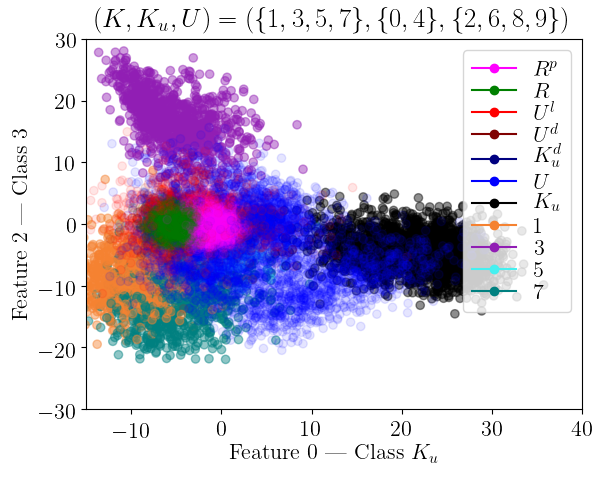 (K, K_u, U) = ({1, 3, 5, 7}, {0, 4}, {2, 6, 8, 9})
30
20
10
0
−10
−20
−30
Feature 2 — Class 3
−10
0
10
20
30
40
Feature 0 — Class K_u
R^p
R
U^l
U^d
K_u^d
U
K_u
1
3
5
7